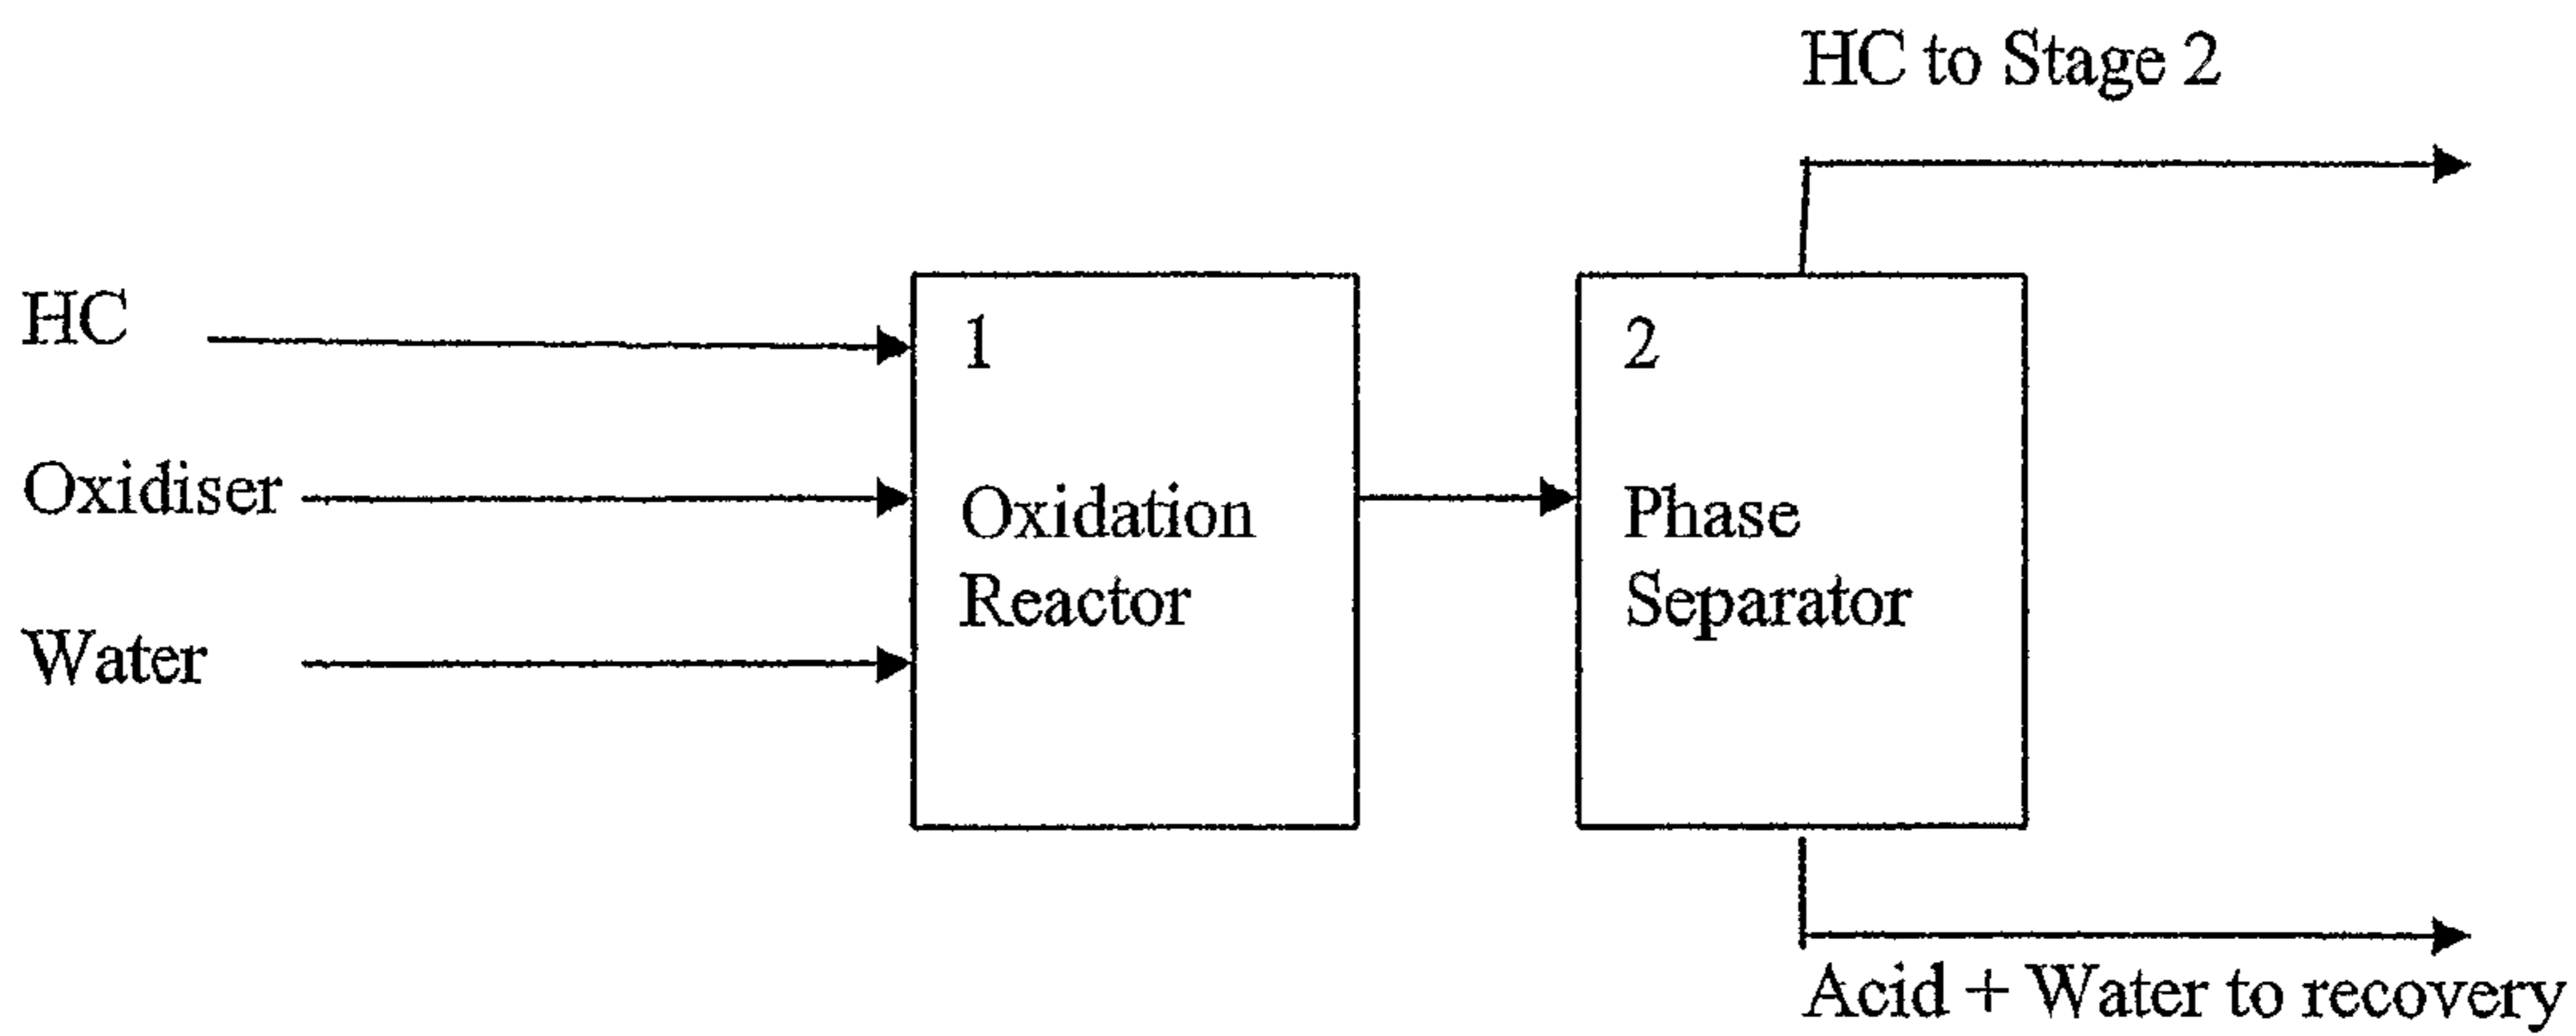 HC to Stage 2
HC
Oxidiser
Water
1
Oxidation
Reactor
2
Phase
Separator
Acid + Water to recovery